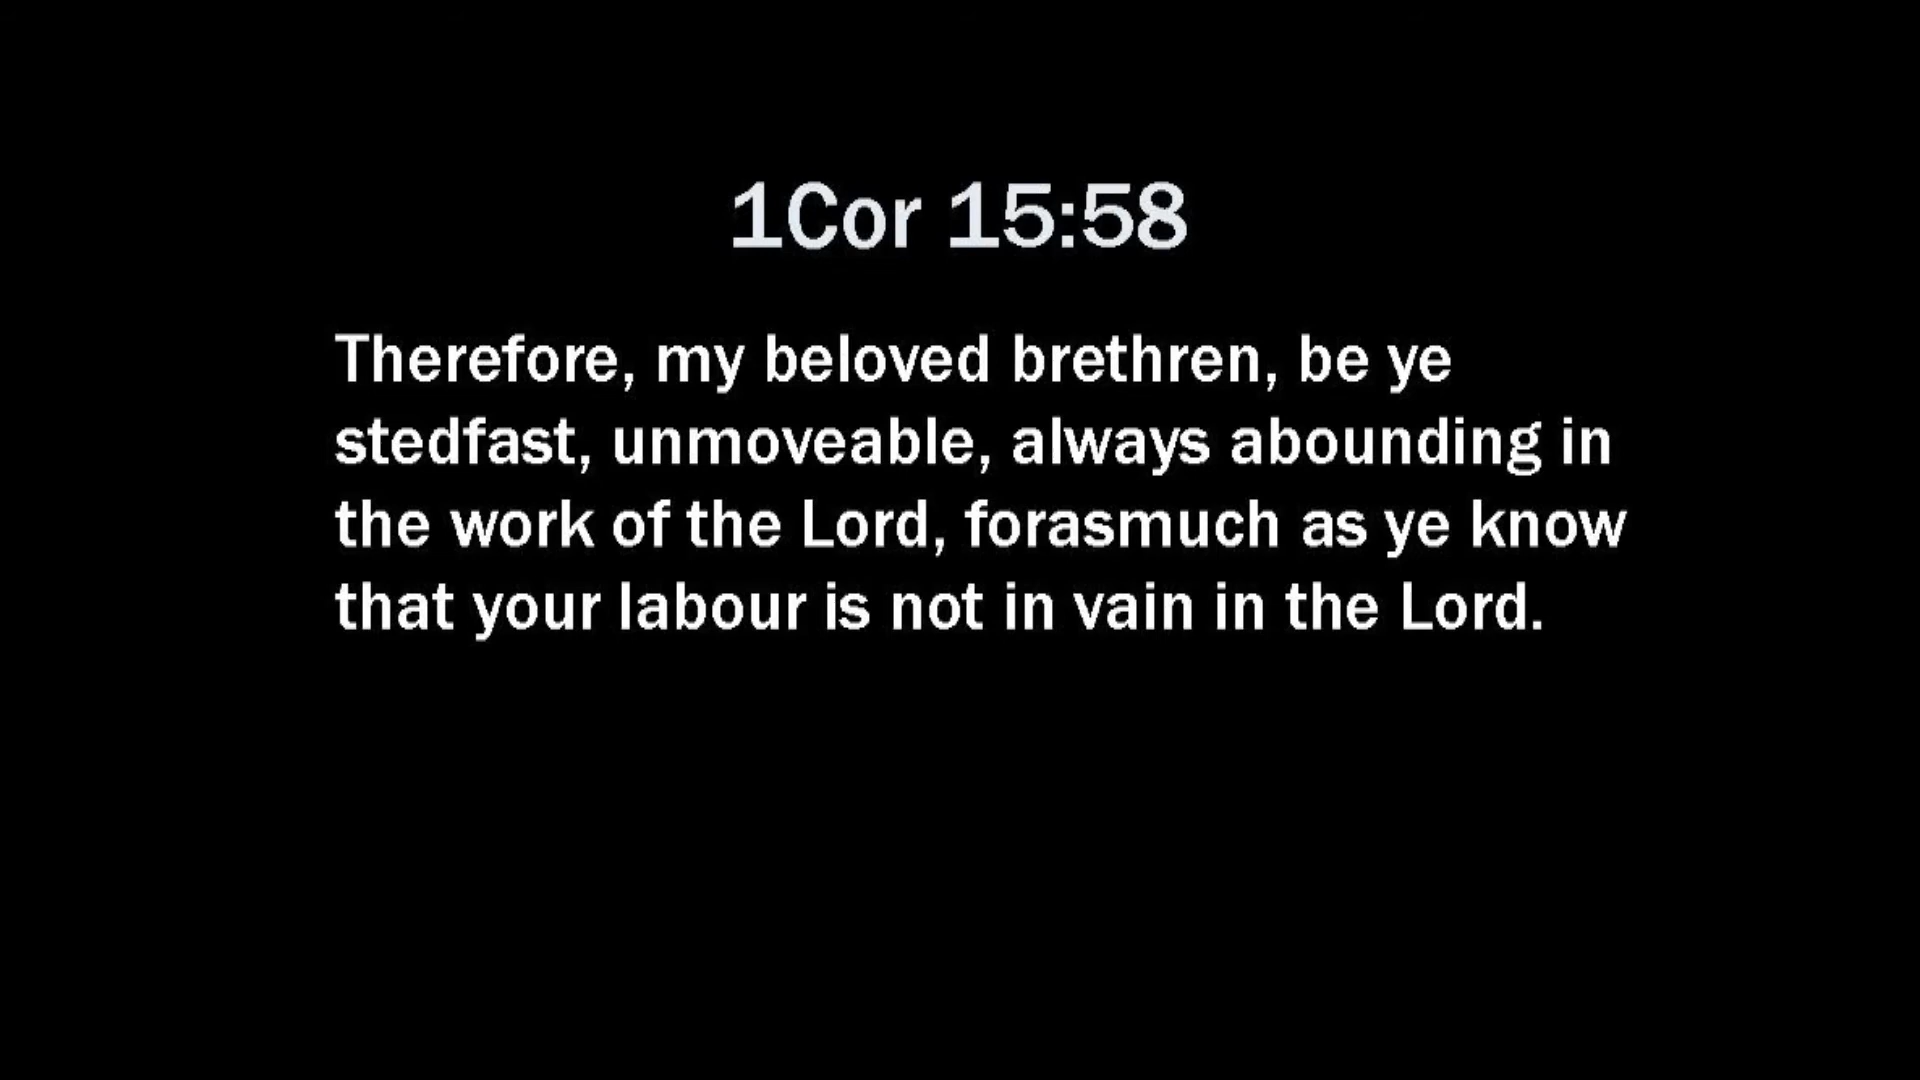 1Cor 15:58
Therefore, my beloved brethren, be ye
stedfast, unmoveable, always abounding in
the work of the Lord, forasmuch as ye know
that your labour is not in vain in the Lord.